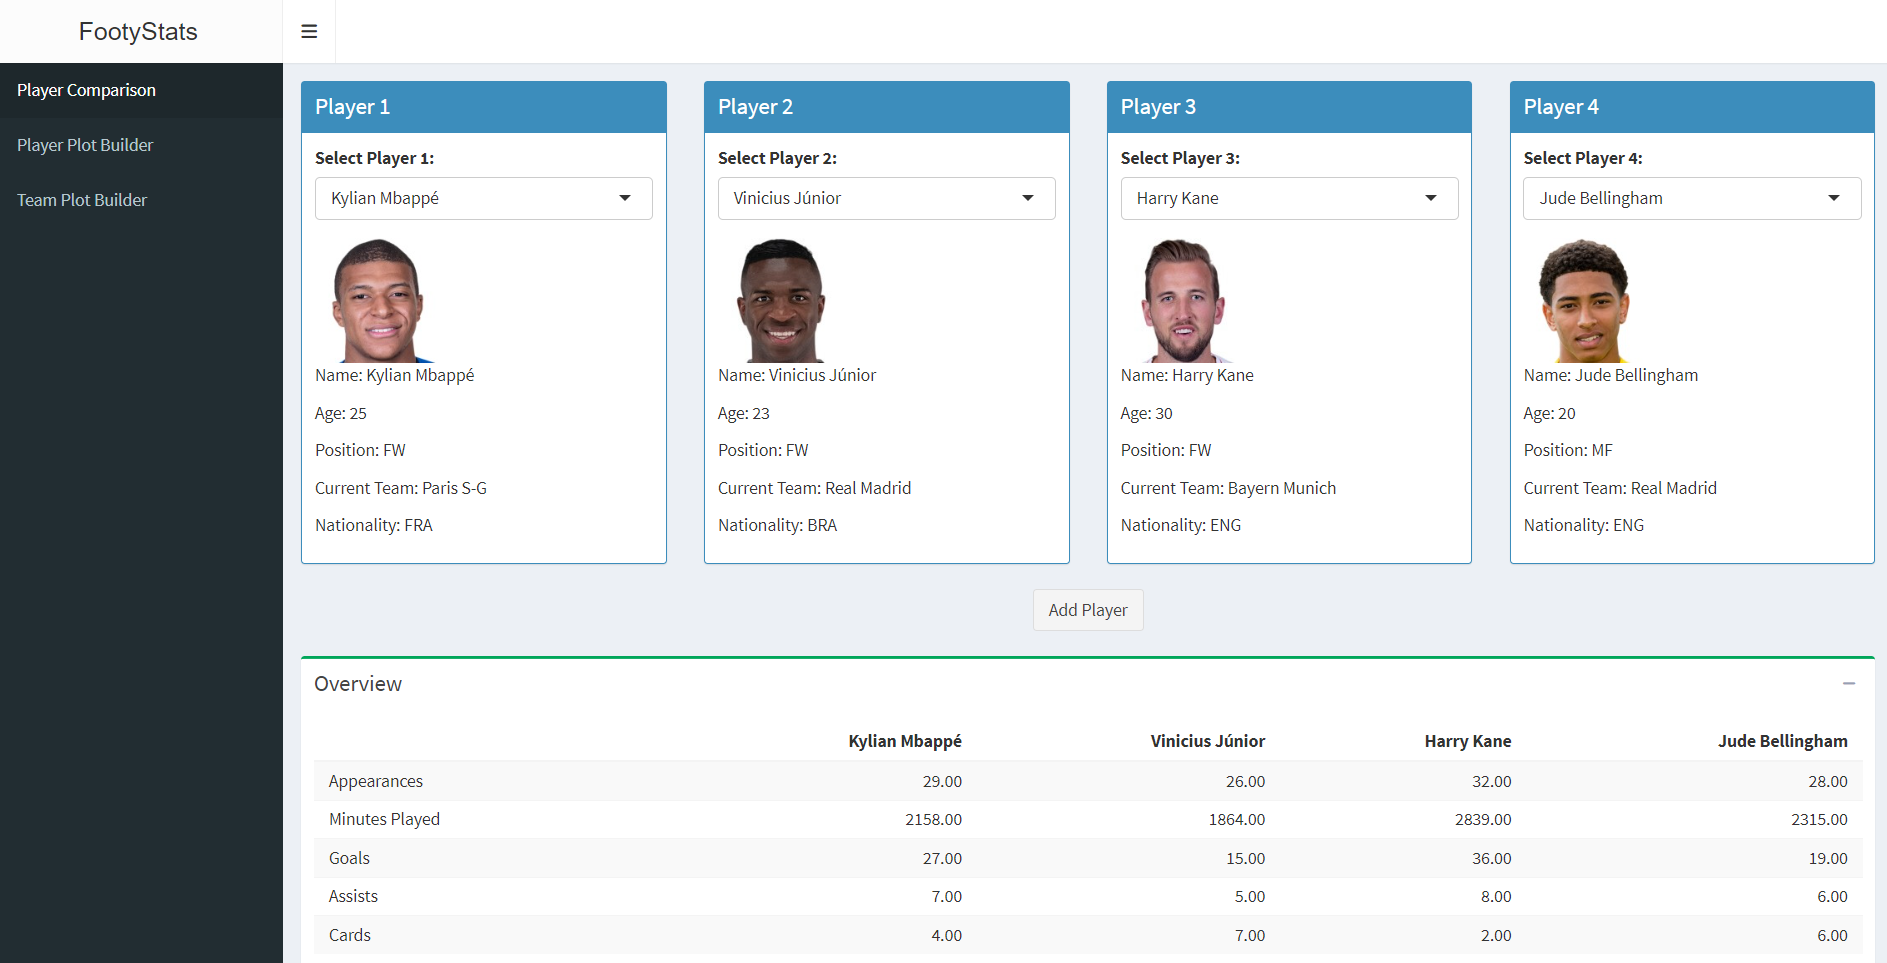 FootyStats
Player Comparison
Player Plot Builder
Team Plot Builder
Player 1
Select Player 1:
Kylian Mbappé
Name: Kylian Mbappé
Age: 25
Position: FW
Current Team: Paris S-G
Nationality: FRA
Player 2
Select Player 2:
Vinicius Júnior
Name: Vinicius Júnior
Age: 23
Position: FW
Current Team: Real Madrid
Nationality: BRA
Player 3
Select Player 3:
Harry Kane
Name: Harry Kane
Age: 30
Position: FW
Current Team: Bayern Munich
Nationality: ENG
Player 4
Select Player 4:
Jude Bellingham
Name: Jude Bellingham
Age: 20
Position: MF
Current Team: Real Madrid
Nationality: ENG
Add Player
Overview
Kylian Mbappé Vinicius Júnior Harry Kane Jude Bellingham
Appearances 29.00 26.00 32.00 28.00
Minutes Played 2158.00 1864.00 2839.00 2315.00
Goals 27.00 15.00 36.00 19.00
Assists 7.00 5.00 8.00 6.00
Cards 4.00 7.00 2.00 6.00